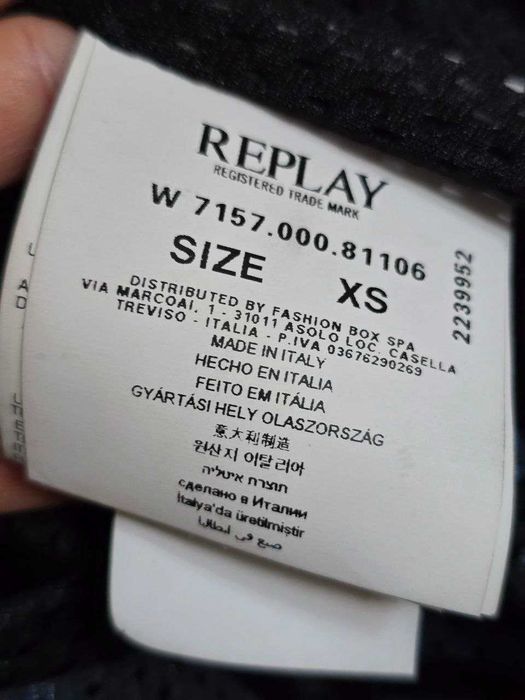 REPLAY
REGISTERED TRADE MARK
W 7157.000.81106
SIZE XS
2239952
DISTRIBUTED BY FASHION BOX SPA
VIA MARCOAI, 1 - 31011 ASOLO LOC. CASELLA
TREVISO - ITALIA - P.IVA 03676290269
MADE IN ITALY
HECHO EN ITALIA
FEITO EM ITÁLIA
GYÁRTÁSI HELY OLASZORSZÁG
意大利制造
원산지 이탈리아
תוצרת איטליה
сделано в Италии
İtalya'da üretilmiştir
صنع في ايطاليا